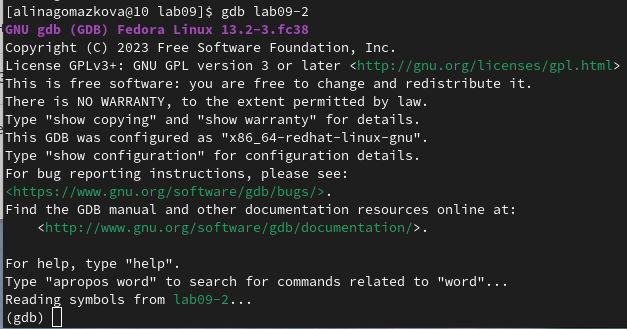 [alinagomazkova@10 lab09]$ gdb lab09-2
GNU gdb (GDB) Fedora Linux 13.2-3.fc38
Copyright (C) 2023 Free Software Foundation, Inc.
License GPLv3+: GNU GPL version 3 or later <http://gnu.org/licenses/gpl.html>
This is free software: you are free to change and redistribute it.
There is NO WARRANTY, to the extent permitted by law.
Type "show copying" and "show warranty" for details.
This GDB was configured as "x86_64-redhat-linux-gnu".
Type "show configuration" for configuration details.
For bug reporting instructions, please see:
<https://www.gnu.org/software/gdb/bugs/>.
Find the GDB manual and other documentation resources online at:
    <http://www.gnu.org/software/gdb/documentation/>.

For help, type "help".
Type "apropos word" to search for commands related to "word"...
Reading symbols from lab09-2...
(gdb)